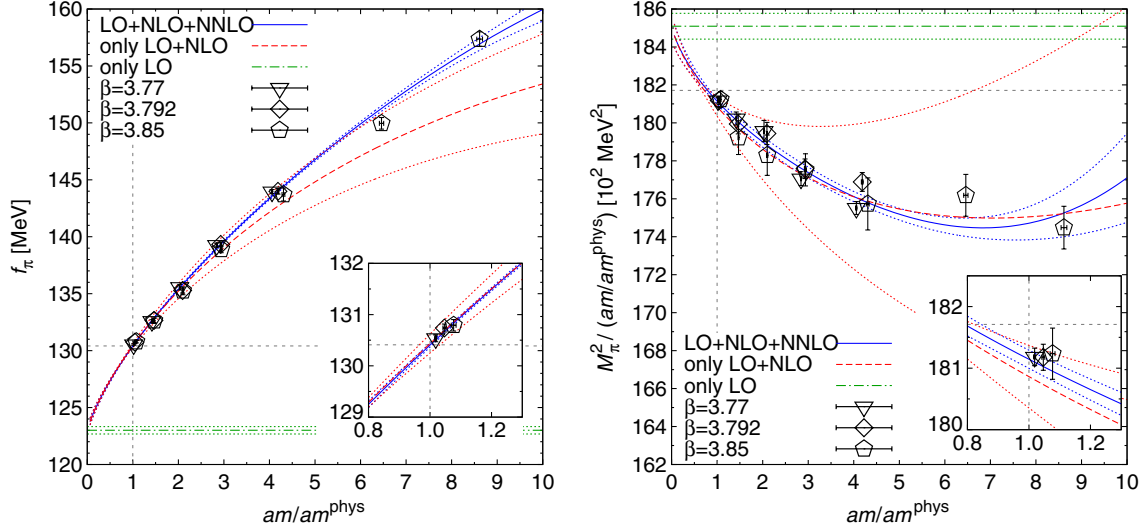 LO+NLO+NNLO
only LO+NLO
only LO
β=3.77
β=3.792
β=3.85
160
155
150
145
140
135
130
125
120
f_π [MeV]
0 1 2 3 4 5 6 7 8 9 10
am/am^phys
132
131
130
129
0.8 1.0 1.2
186
184
182
180
178
176
174
172
170
168
166
164
162
M_π^2/ (am/am^phys) [10^2 MeV^2]
LO+NLO+NNLO
only LO+NLO
only LO
β=3.77
β=3.792
β=3.85
0 1 2 3 4 5 6 7 8 9 10
am/am^phys
182
181
180
0.8 1.0 1.2